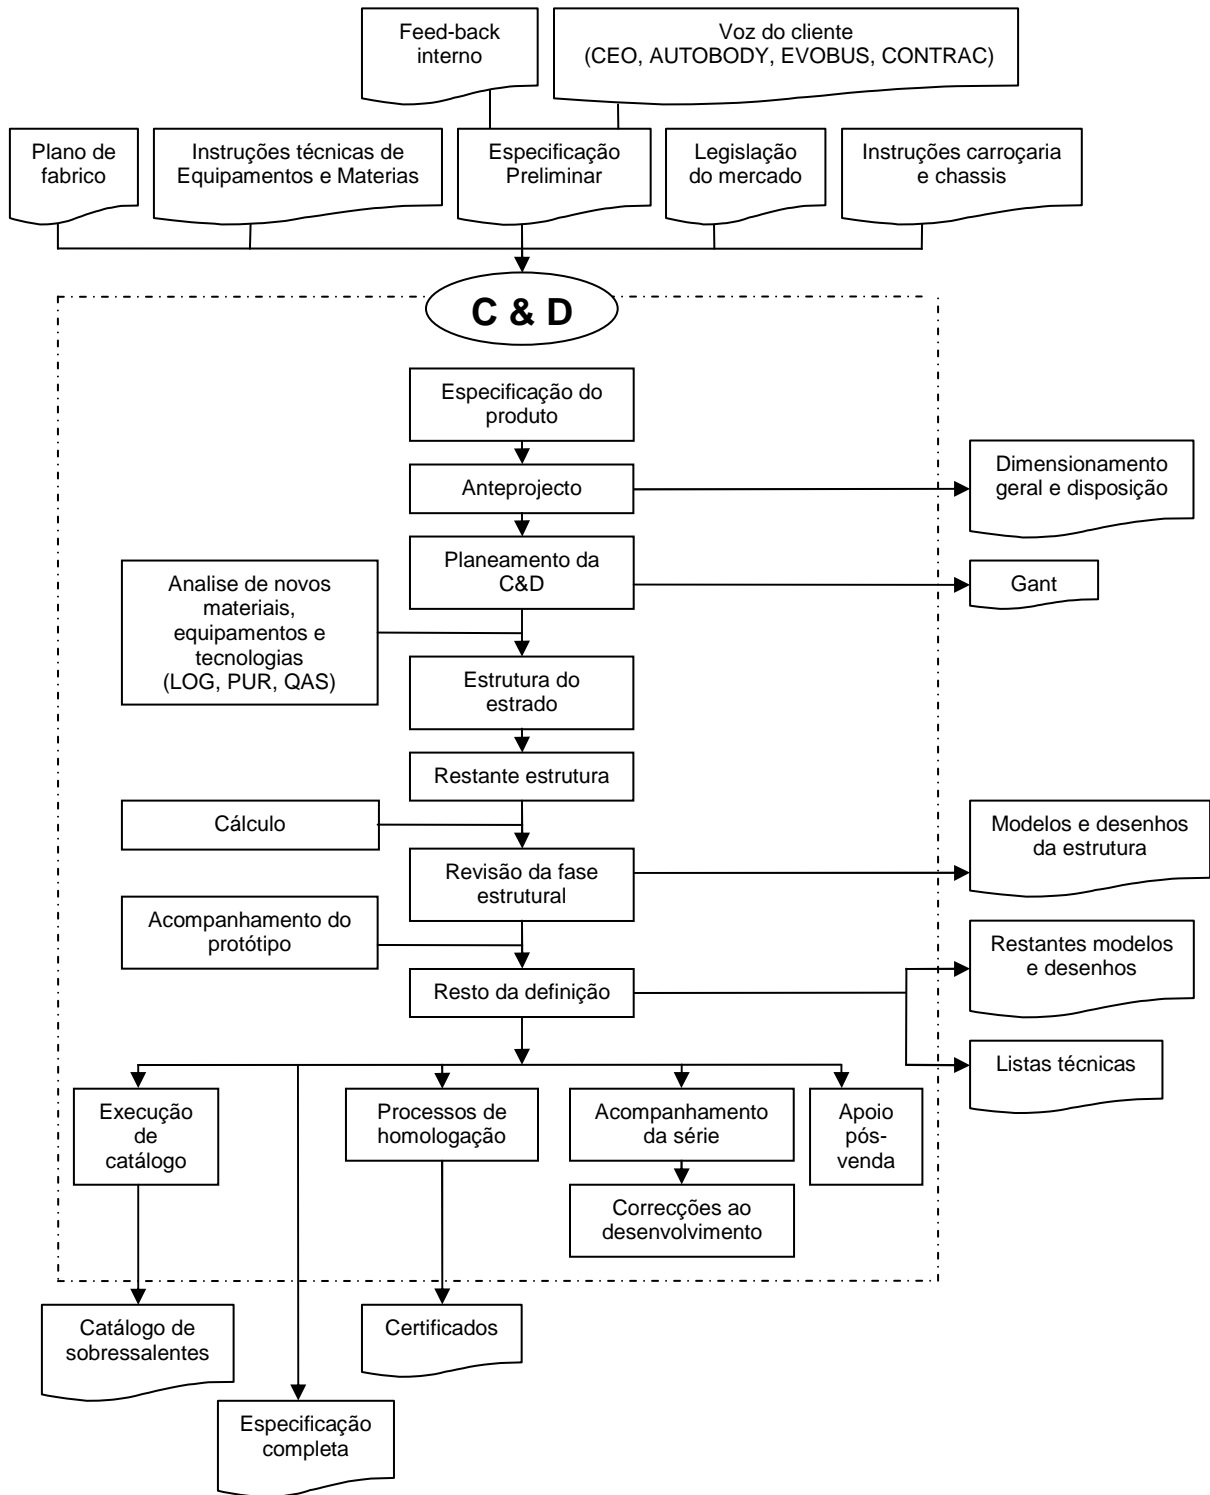 Feed-back
interno
Voz do cliente
(CEO, AUTOBODY, EVOBUS, CONTRAC)
Plano de
fabrico
Instruções técnicas de
Equipamentos e Materias
Especificação
Preliminar
Legislação
do mercado
Instruções carroçaria
e chassis
C & D
Especificação do
produto
Anteprojecto
Dimensionamento
geral e disposição
Planeamento da
C&D
Gant
Analise de novos
materiais,
equipamentos e
tecnologias
(LOG, PUR, QAS)
Estrutura do
estrado
Restante estrutura
Cálculo
Revisão da fase
estrutural
Modelos e desenhos
da estrutura
Acompanhamento do
protótipo
Resto da definição
Restantes modelos
e desenhos
Listas técnicas
Execução
de
catálogo
Processos de
homologação
Acompanhamento
da série
Apoio
pós-
venda
Correcções ao
desenvolvimento
Catálogo de
sobressalentes
Certificados
Especificação
completa